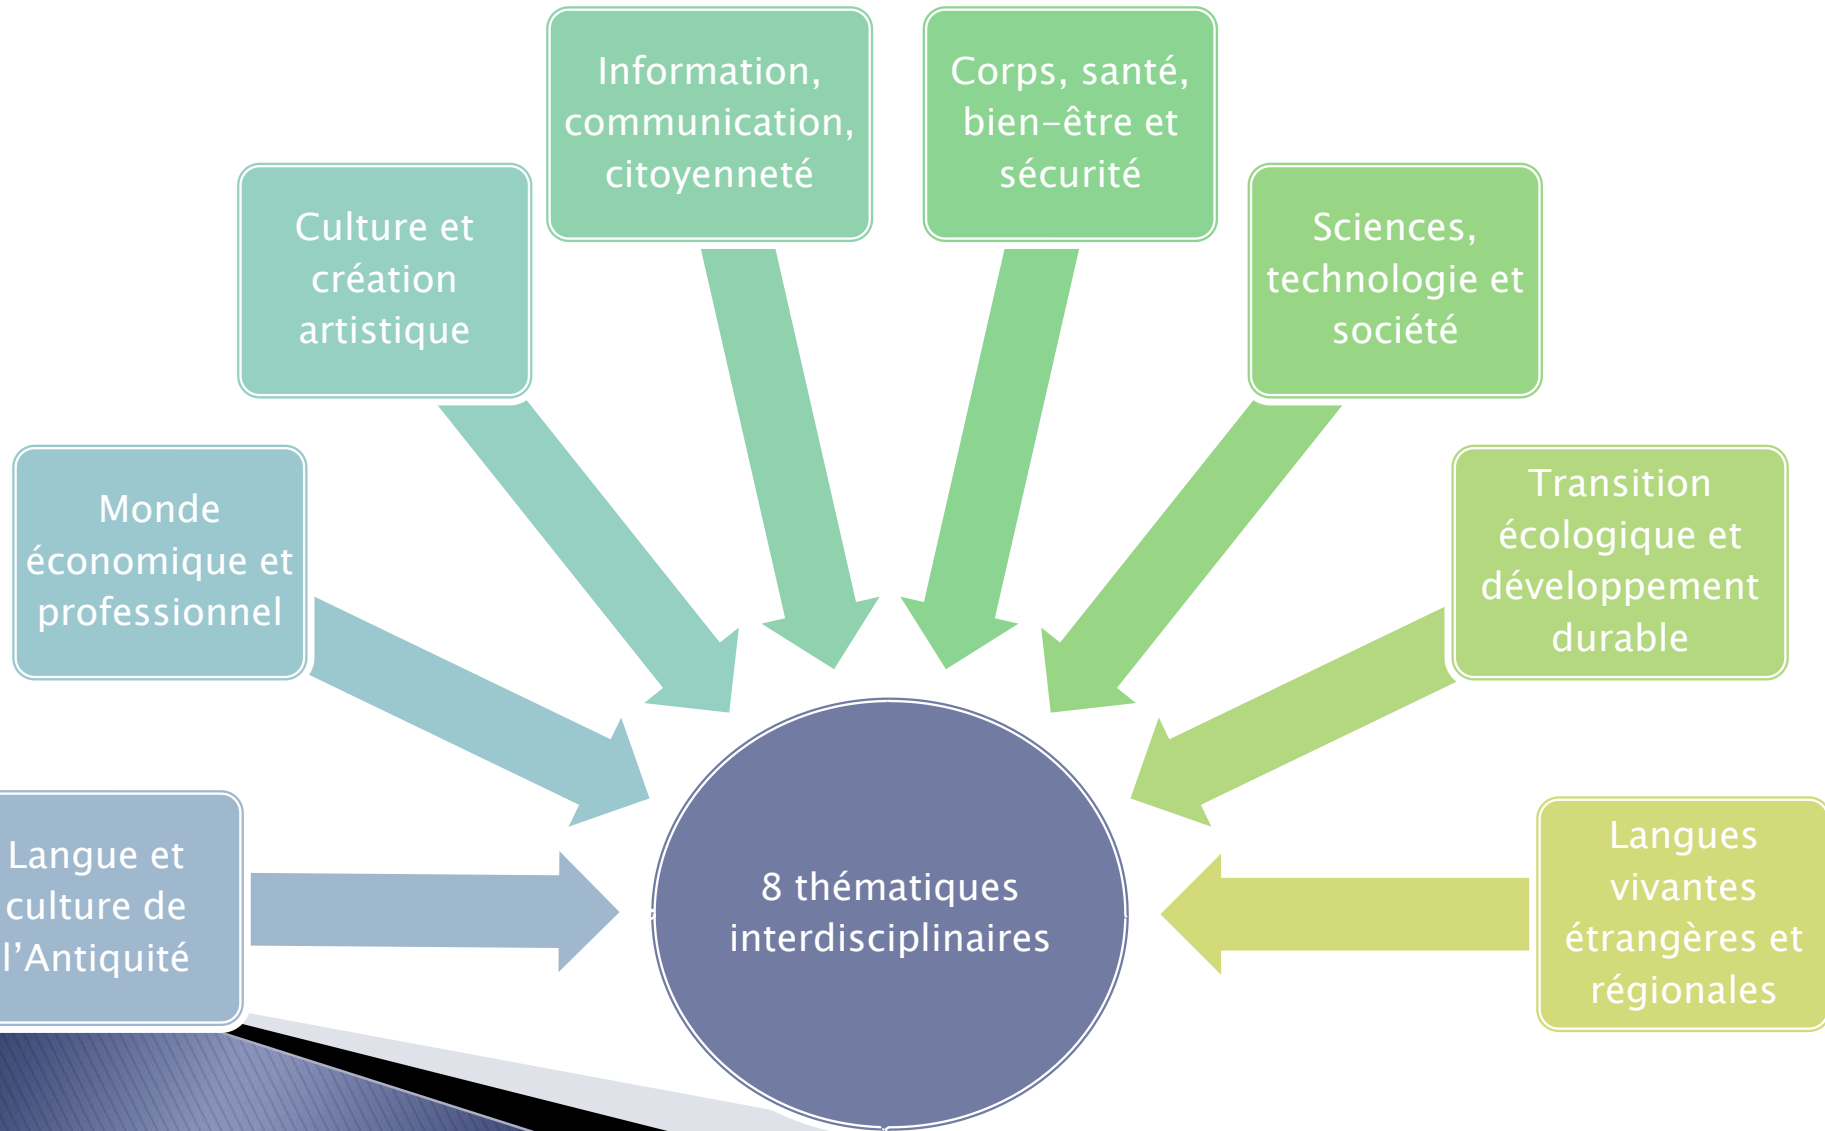 Information,
communication,
citoyenneté
Corps, santé,
bien-être et
sécurité
Culture et
création
artistique
Sciences,
technologie et
société
Monde
économique et
professionnel
Transition
écologique et
développement
durable
Langue et
culture de
l'Antiquité
8 thématiques
interdisciplinaires
Langues
vivantes
étrangères et
régionales